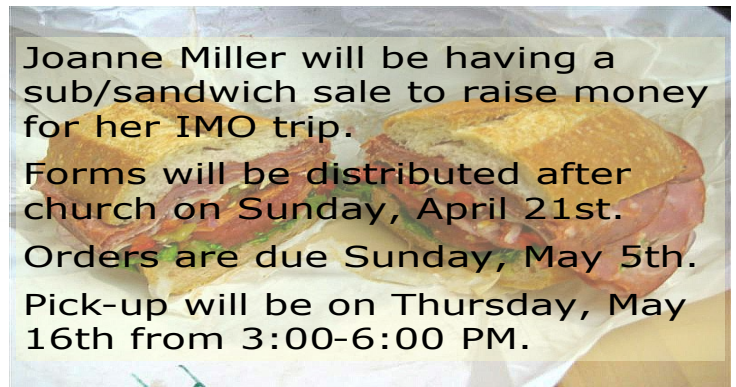 Joanne Miller will be having a
sub/sandwich sale to raise money
for her IMO trip.
Forms will be distributed after
church on Sunday, April 21st.
Orders are due Sunday, May 5th.
Pick-up will be on Thursday, May
16th from 3:00-6:00 PM.